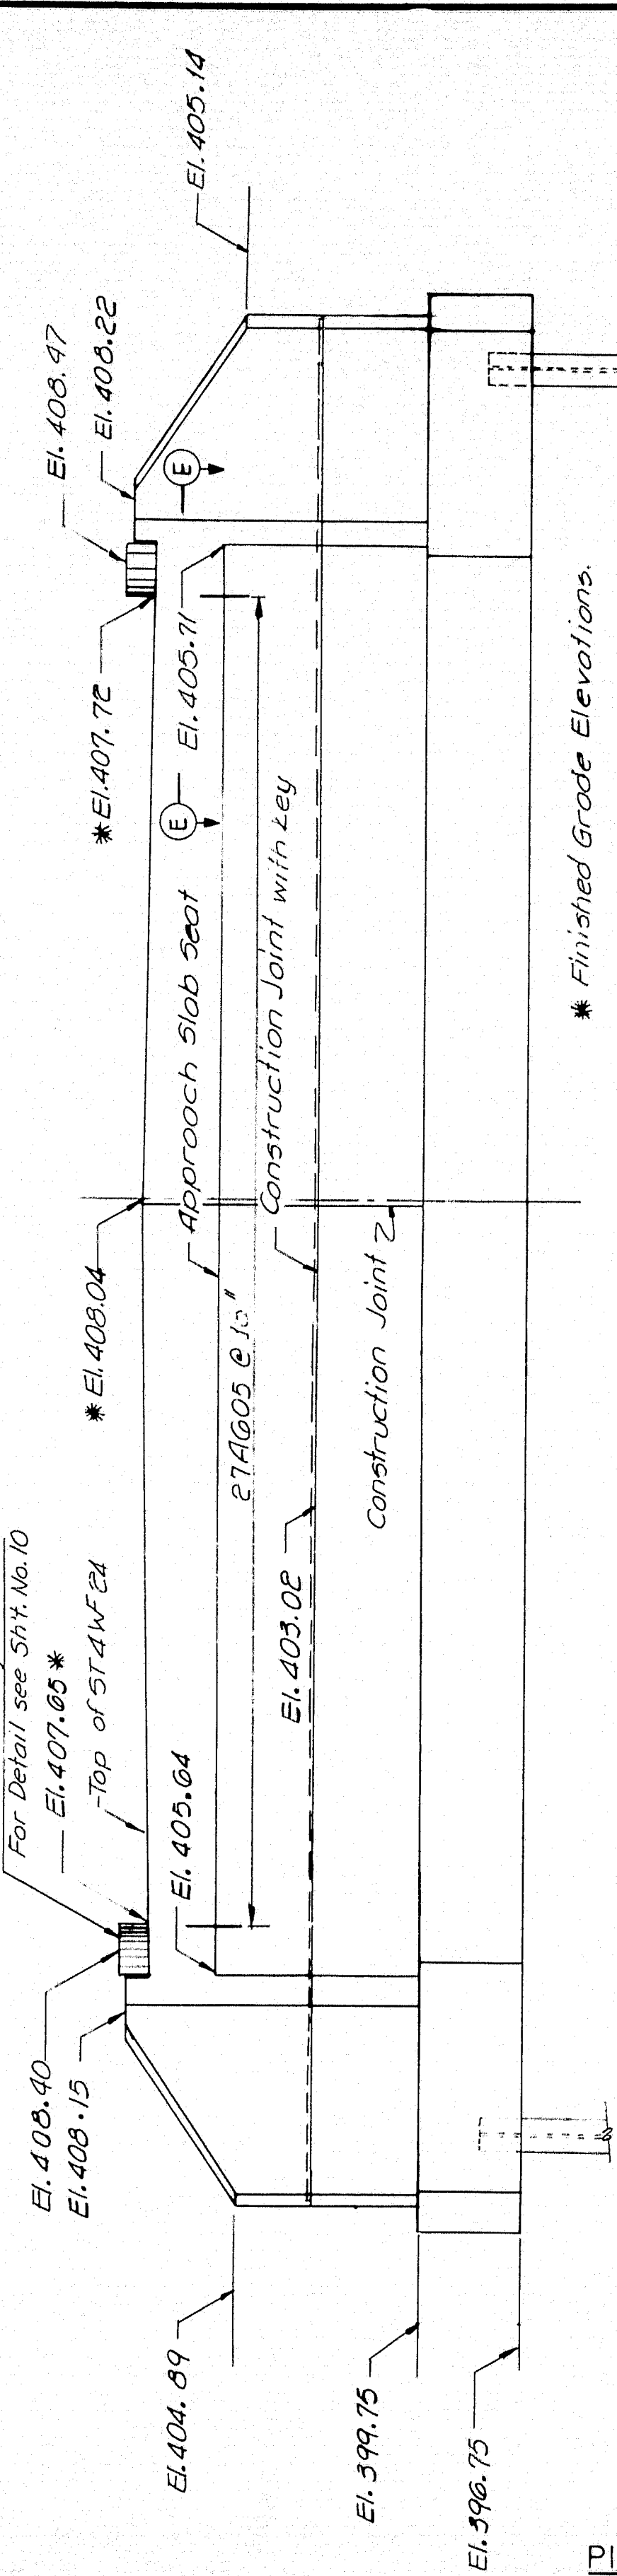 For Detail see Sht. No.10
El. 408.40
El. 408.15
El. 407.65 *
Top of ST4WF24
* El. 408.04
* El. 407.72
El. 408.47
El. 408.22
El. 405.14
El. 404.89
El. 405.64
Approach Slab Seat
E
El. 405.71
E
27A605 @ 10"
Construction Joint with key
El. 403.02
Construction Joint
El. 399.75
El. 396.75
* Finished Grade Elevations.